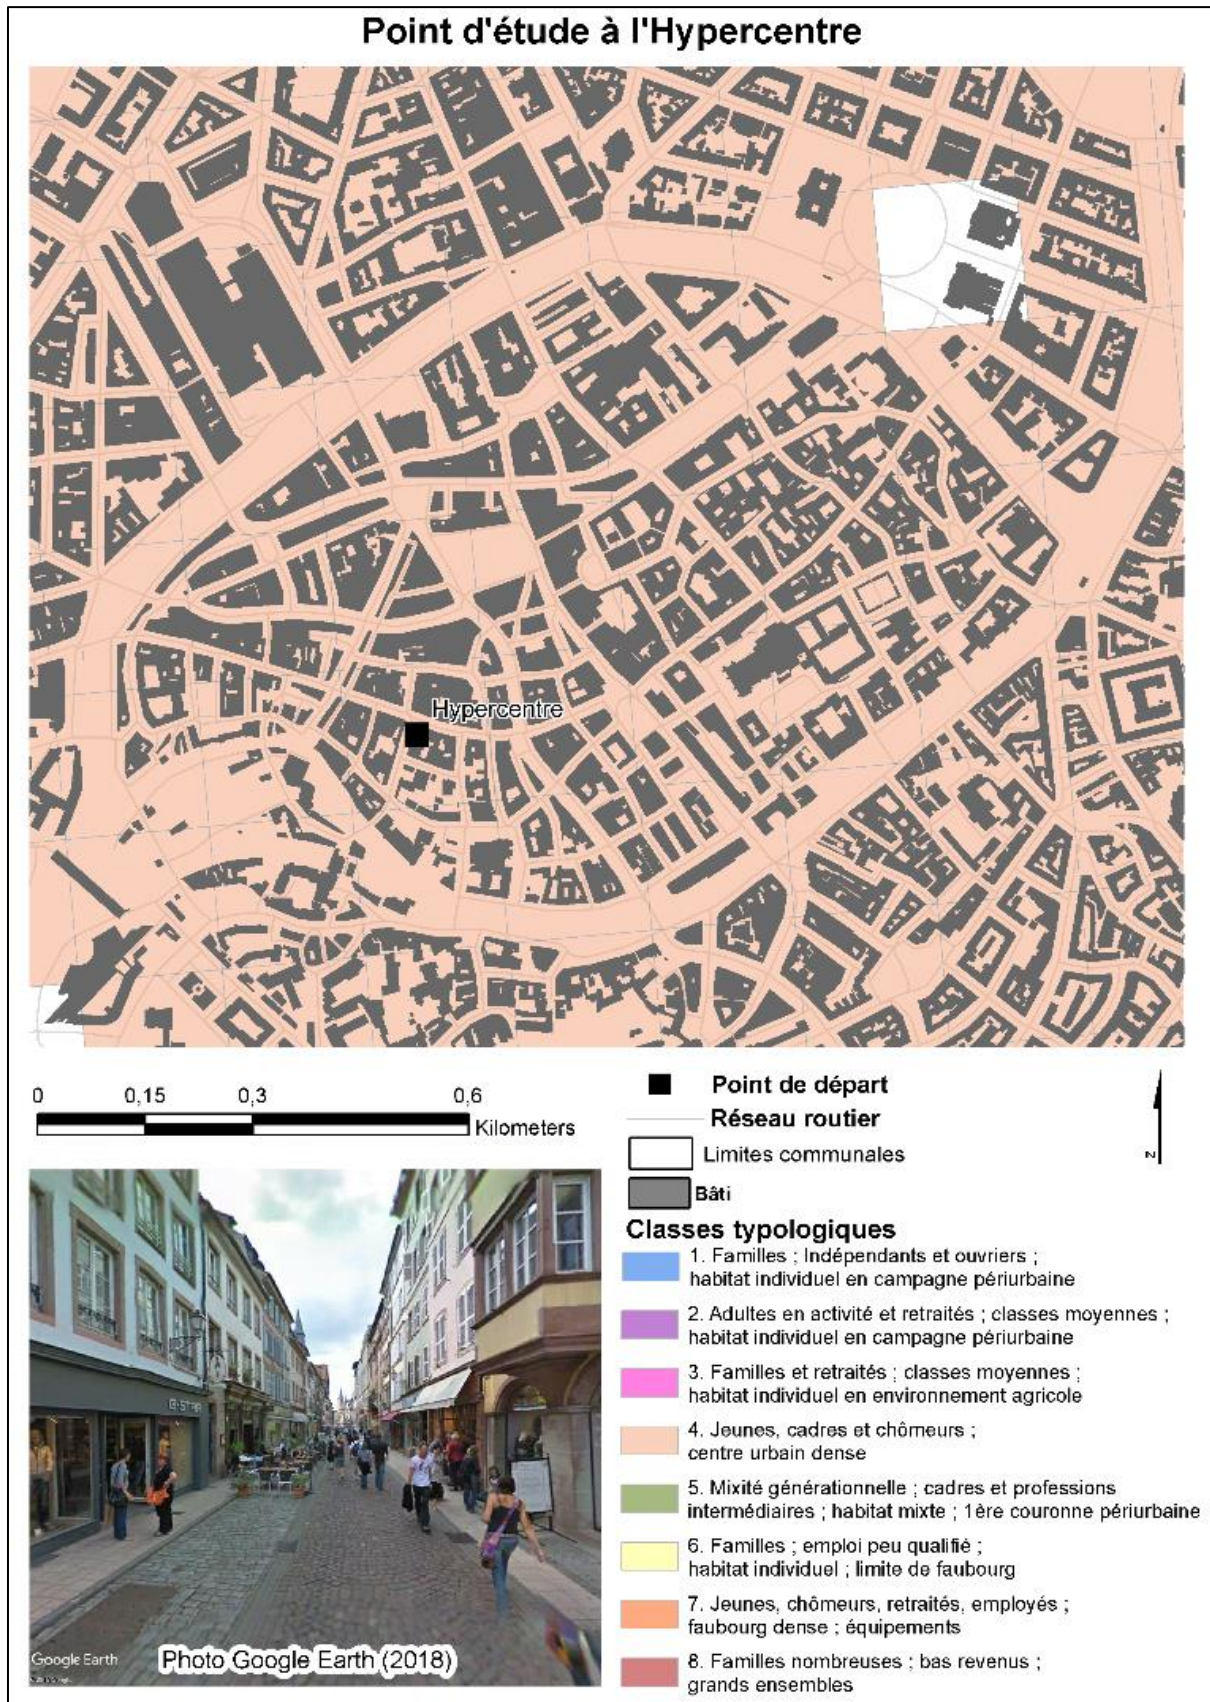 Point d'étude à l'Hypercentre
Hypercentre
0 0,15 0,3 0,6
Kilometers
Point de départ
Réseau routier
Limites communales
Bâti
N
Classes typologiques
1. Familles ; Indépendants et ouvriers ;
habitat individuel en campagne périurbaine
2. Adultes en activité et retraités ; classes moyennes ;
habitat individuel en campagne périurbaine
3. Familles et retraités ; classes moyennes ;
habitat individuel en environnement agricole
4. Jeunes, cadres et chômeurs ;
centre urbain dense
5. Mixité générationnelle ; cadres et professions
intermédiaires ; habitat mixte ; 1ère couronne périurbaine
6. Familles ; emploi peu qualifié ;
habitat individuel ; limite de faubourg
7. Jeunes, chômeurs, retraités, employés ;
faubourg dense ; équipements
8. Familles nombreuses ; bas revenus ;
grands ensembles
Google Earth
Photo Google Earth (2018)